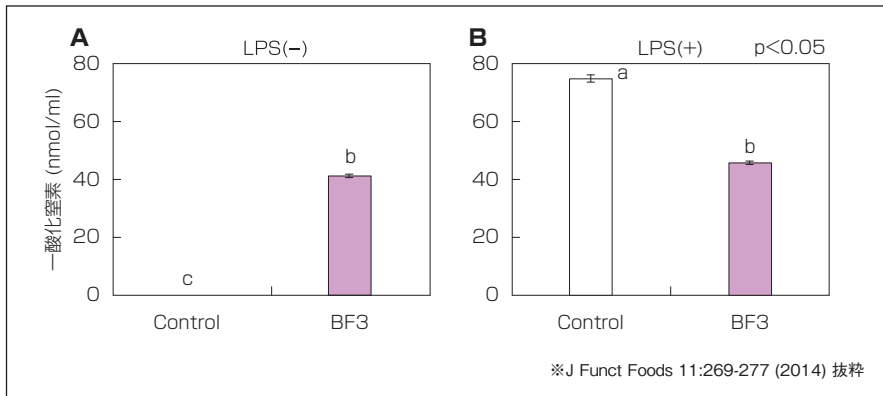 A
LPS(−)
一酸化窒素 (nmol/ml)
80
60
40
20
0
c
b
Control
BF3
B
LPS(+)
p<0.05
80
60
40
20
0
a
b
Control
BF3
※J Funct Foods 11:269-277 (2014) 抜粋